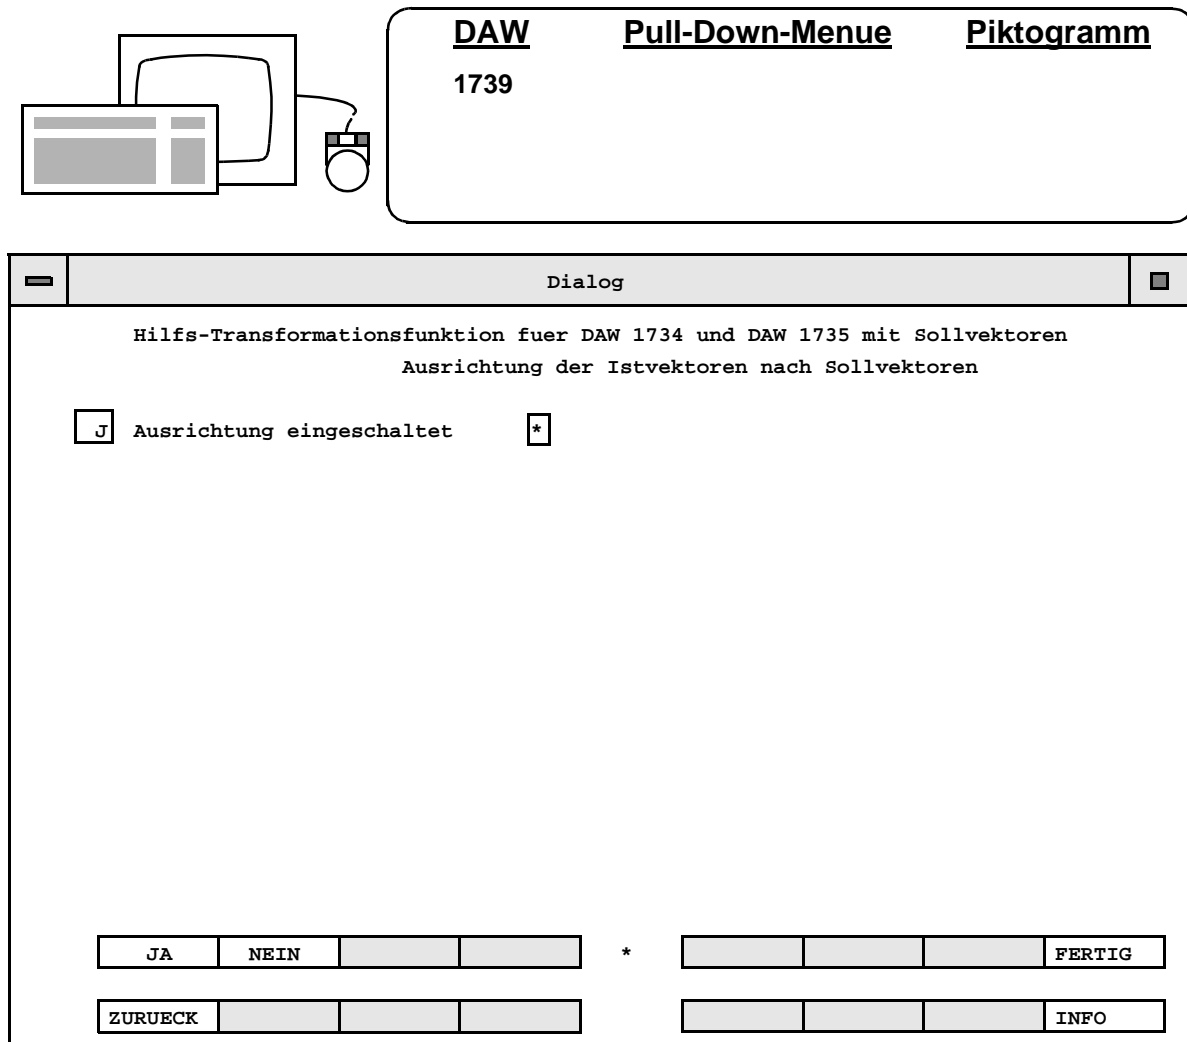 DAW Pull-Down-Menue Piktogramm
1739
Dialog
Hilfs-Transformationsfunktion fuer DAW 1734 und DAW 1735 mit Sollvektoren
Ausrichtung der Istvektoren nach Sollvektoren
J Ausrichtung eingeschaltet *
JA NEIN * FERTIG
ZURUECK INFO